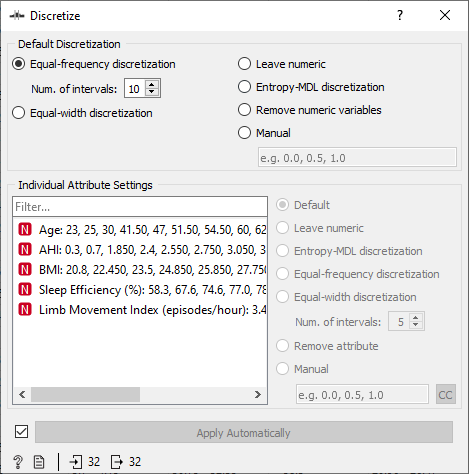 Discretize
? ×
Default Discretization
Equal-frequency discretization
Num. of intervals: 10
Equal-width discretization
Leave numeric
Entropy-MDL discretization
Remove numeric variables
Manual
e.g. 0.0, 0.5, 1.0
Individual Attribute Settings
Filter...
N Age: 23, 25, 30, 41.50, 47, 51.50, 54.50, 60, 62
N AHI: 0.3, 0.7, 1.850, 2.4, 2.550, 2.750, 3.050, 3
N BMI: 20.8, 22.450, 23.5, 24.850, 25.850, 27.750
N Sleep Efficiency (%): 58.3, 67.6, 74.6, 77.0, 78
N Limb Movement Index (episodes/hour): 3.4
Default
Leave numeric
Entropy-MDL discretization
Equal-frequency discretization
Equal-width discretization
Num. of intervals: 5
Remove attribute
Manual
e.g. 0.0, 0.5, 1.0 CC
Apply Automatically
? 32 32